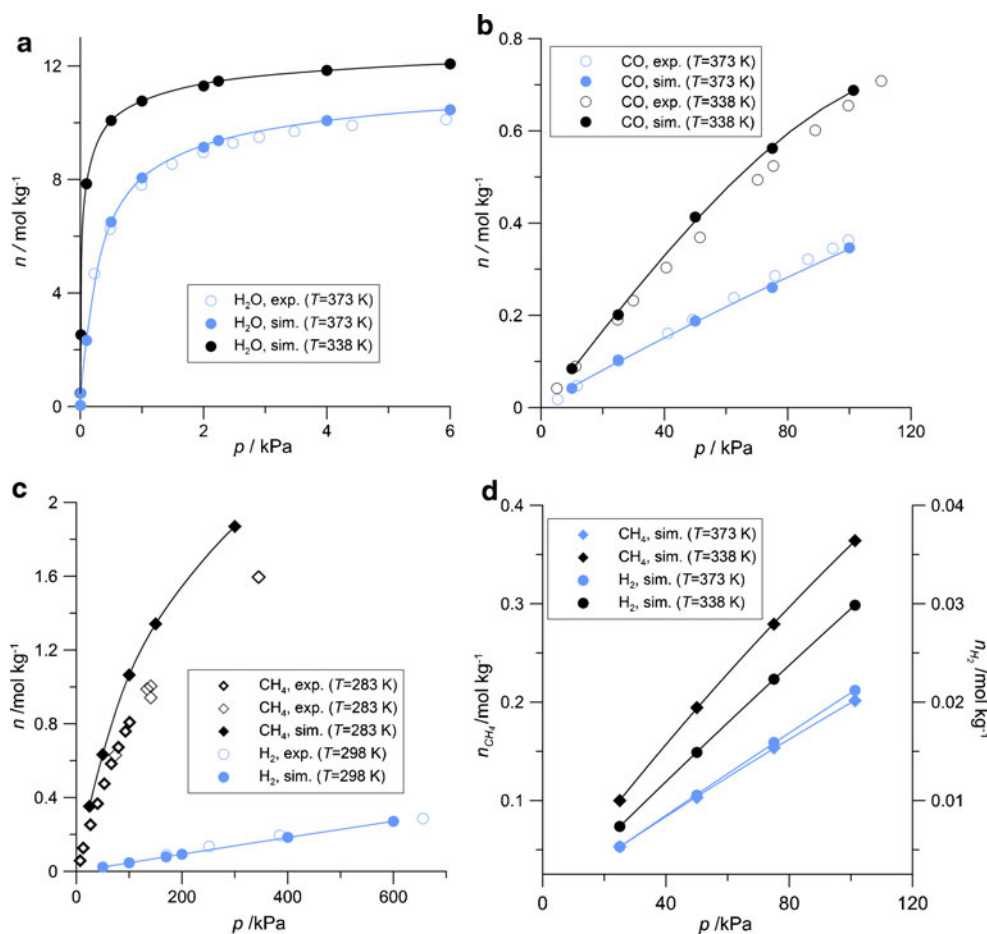 a
12
8
4
0
n / mol kg⁻¹
H₂O, exp. (T=373 K)
H₂O, sim. (T=373 K)
H₂O, sim. (T=338 K)
0 2 4 6
p / kPa
b
0.8
0.6
0.4
0.2
0
n / mol kg⁻¹
CO, exp. (T=373 K)
CO, sim. (T=373 K)
CO, exp. (T=338 K)
CO, sim. (T=338 K)
0 40 80 120
p / kPa
c
2
1.6
1.2
0.8
0.4
0
n /mol kg⁻¹
CH₄, exp. (T=283 K)
CH₄, exp. (T=283 K)
CH₄, sim. (T=283 K)
H₂, exp. (T=298 K)
H₂, sim. (T=298 K)
0 200 400 600
p / kPa
d
0.4
0.3
0.2
0.1
n_CH₄ /mol kg⁻¹
CH₄, sim. (T=373 K)
CH₄, sim. (T=338 K)
H₂, sim. (T=373 K)
H₂, sim. (T=338 K)
0.04
0.03
0.02
0.01
n_H₂ /mol kg⁻¹
0 40 80 120
p / kPa